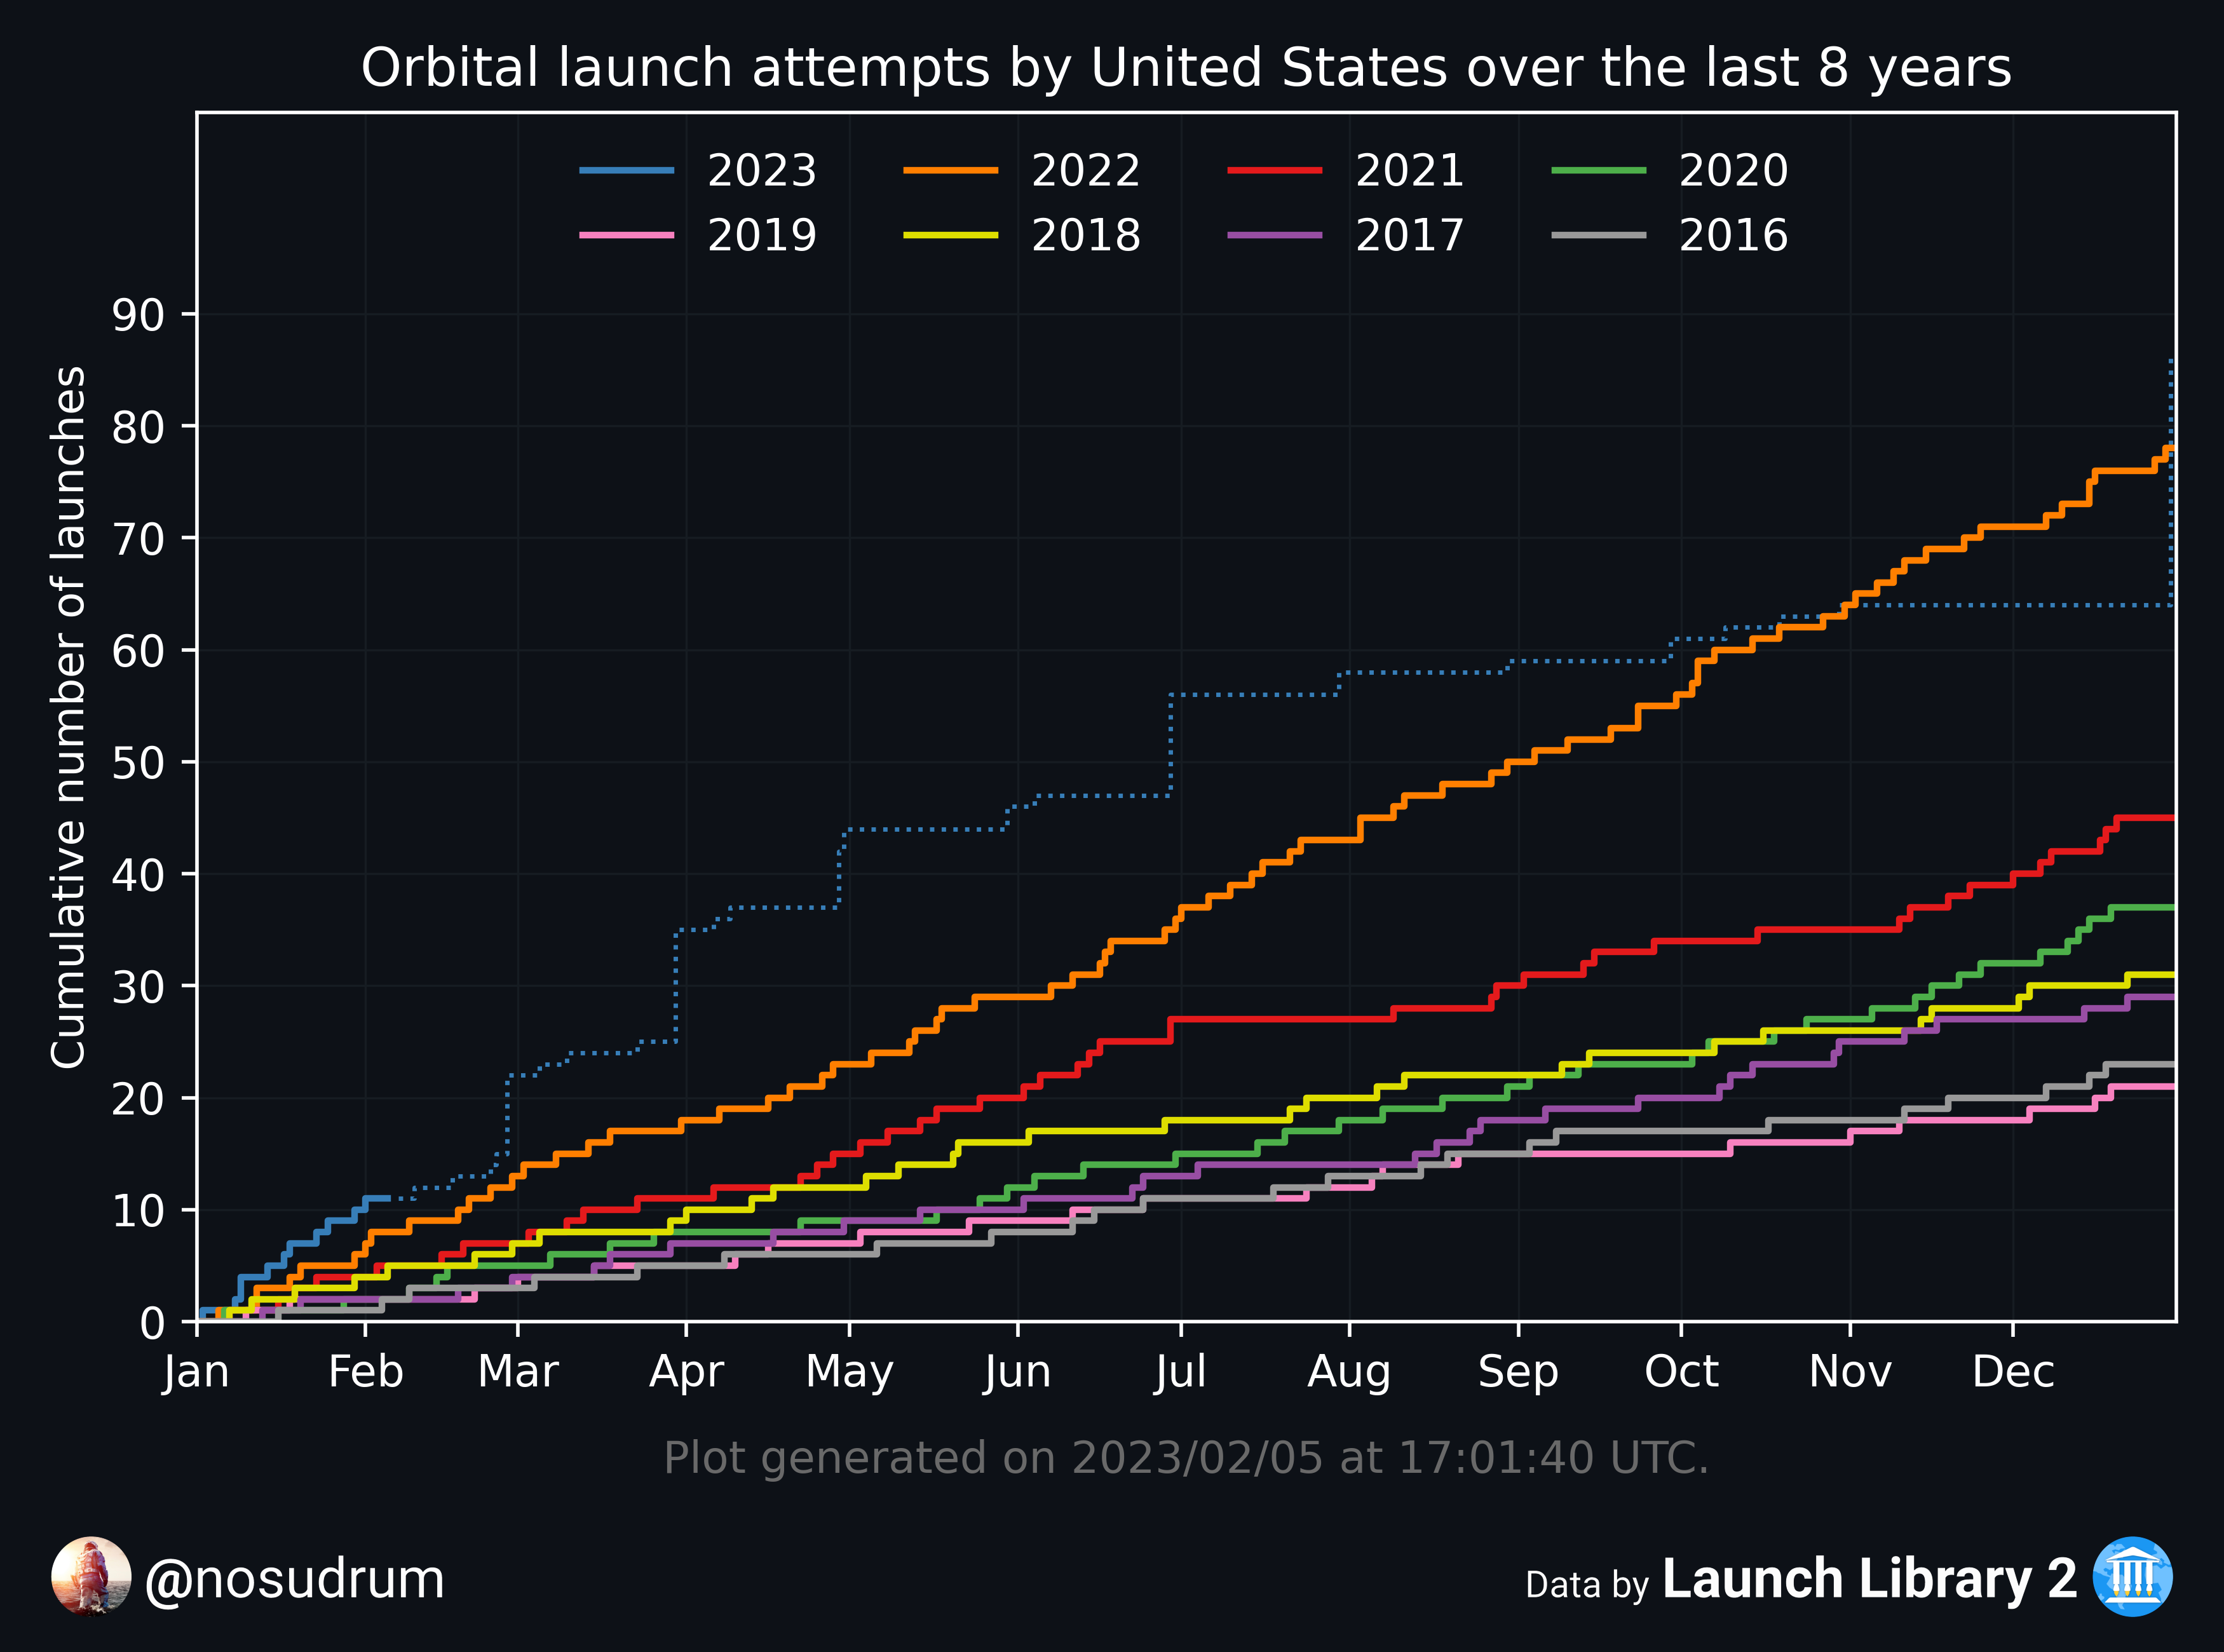 Orbital launch attempts by United States over the last 8 years
2023 2022 2021 2020
2019 2018 2017 2016
Cumulative number of launches
90
80
70
60
50
40
30
20
10
0
Jan Feb Mar Apr May Jun Jul Aug Sep Oct Nov Dec
Plot generated on 2023/02/05 at 17:01:40 UTC.
@nosudrum
Data by Launch Library 2